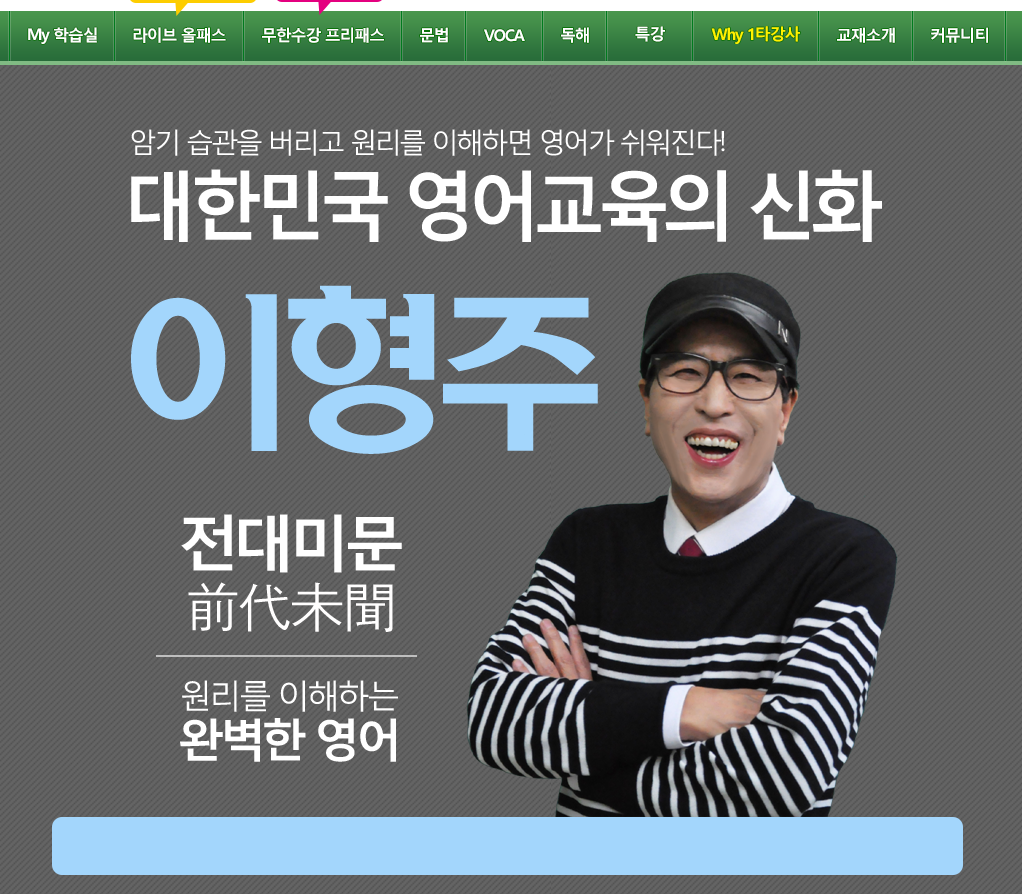 My 학습실 라이브 올패스 무한수강 프리패스 문법 VOCA 독해 특강 Why 1타강사 교재소개 커뮤니티
암기 습관을 버리고 원리를 이해하면 영어가 쉬워진다!
대한민국 영어교육의 신화
이형주
전대미문
前代未聞
원리를 이해하는
완벽한 영어